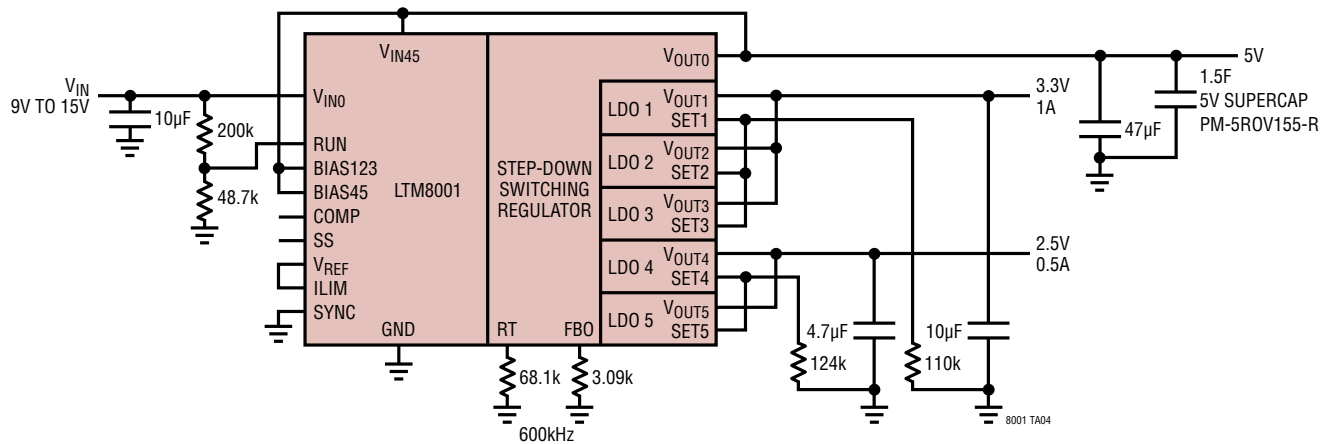 VIN
9V TO 15V
10µF
200k
48.7k
VIN45
VIN0
RUN
BIAS123
BIAS45
COMP
SS
VREF
ILIM
SYNC
GND
LTM8001
STEP-DOWN
SWITCHING
REGULATOR
RT
FBO
VOUT0
LDO 1
VOUT1
SET1
LDO 2
VOUT2
SET2
LDO 3
VOUT3
SET3
LDO 4
VOUT4
SET4
LDO 5
VOUT5
SET5
68.1k
3.09k
600kHz
4.7µF
124k
10µF
110k
5V
3.3V
1A
47µF
1.5F
5V SUPERCAP
PM-5ROV155-R
2.5V
0.5A
8001 TA04